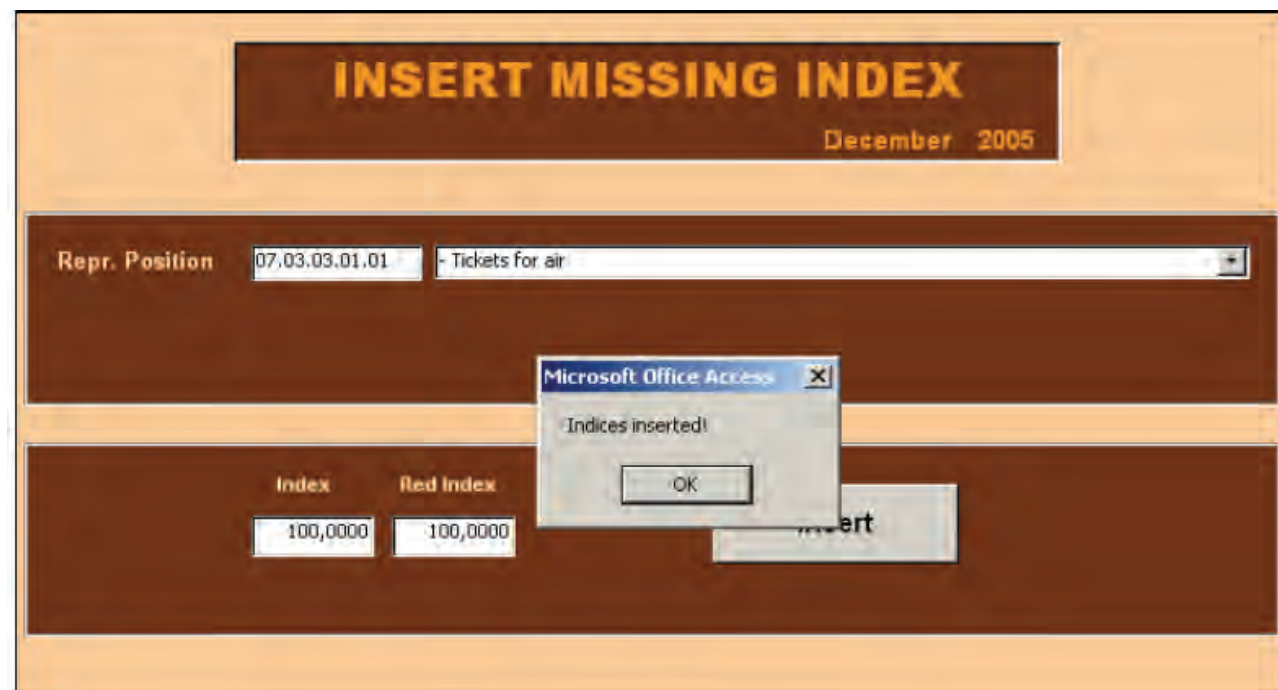 INSERT MISSING INDEX
December 2005
Repr. Position 07.03.03.01.01 - Tickets for air
Microsoft Office Access
Indices inserted!
OK
Index Red Index
100,0000 100,0000